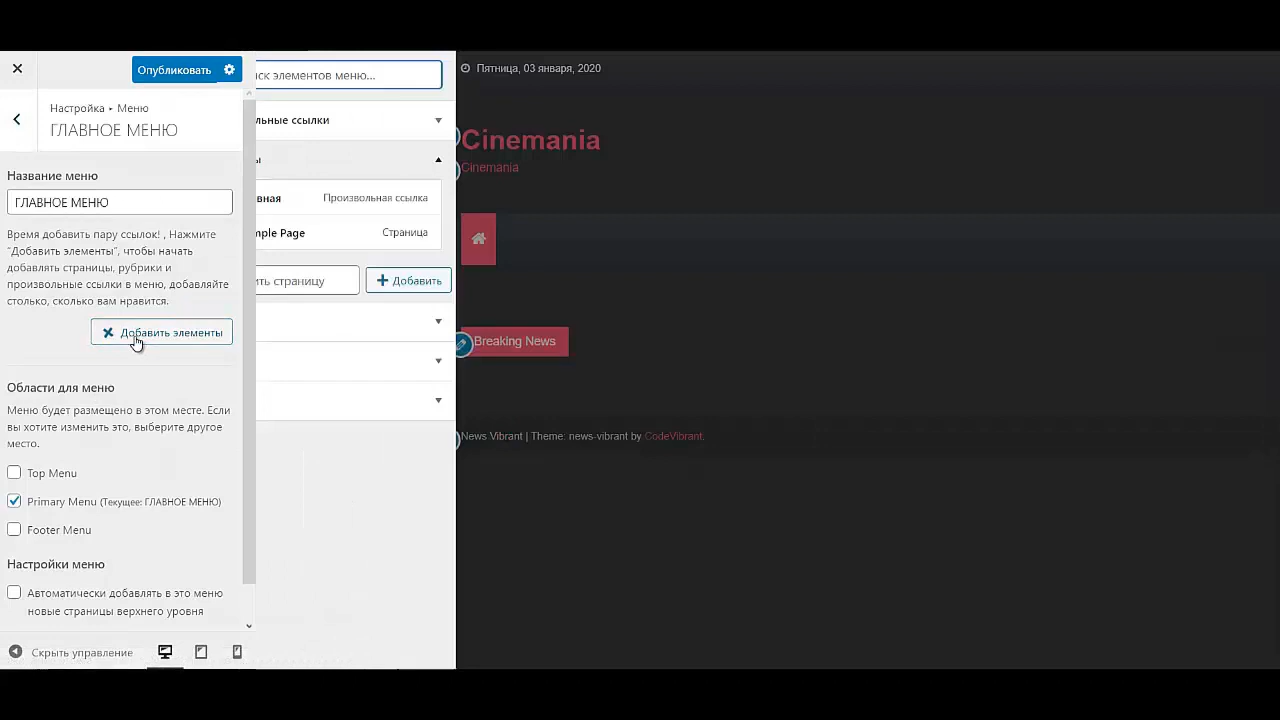 Опубликовать
Настройка ▸ Меню
ГЛАВНОЕ МЕНЮ
Название меню
ГЛАВНОЕ МЕНЮ
Время добавить пару ссылок! , Нажмите
“Добавить элементы”, чтобы начать
добавлять страницы, рубрики и
произвольные ссылки в меню, добавляйте
столько, сколько вам нравится.
Добавить элементы
Области для меню
Меню будет размещено в этом месте. Если
вы хотите изменить это, выберите другое
место.
Top Menu
Primary Menu (Текущее: ГЛАВНОЕ МЕНЮ)
Footer Menu
Настройки меню
Автоматически добавлять в это меню
новые страницы верхнего уровня
Скрыть управление
ск элементов меню...
льные ссылки
ы
вная Произвольная ссылка
mple Page Страница
ить страницу
Добавить
Пятница, 03 января, 2020
Cinemania
Cinemania
Breaking News
News Vibrant | Theme: news-vibrant by CodeVibrant.